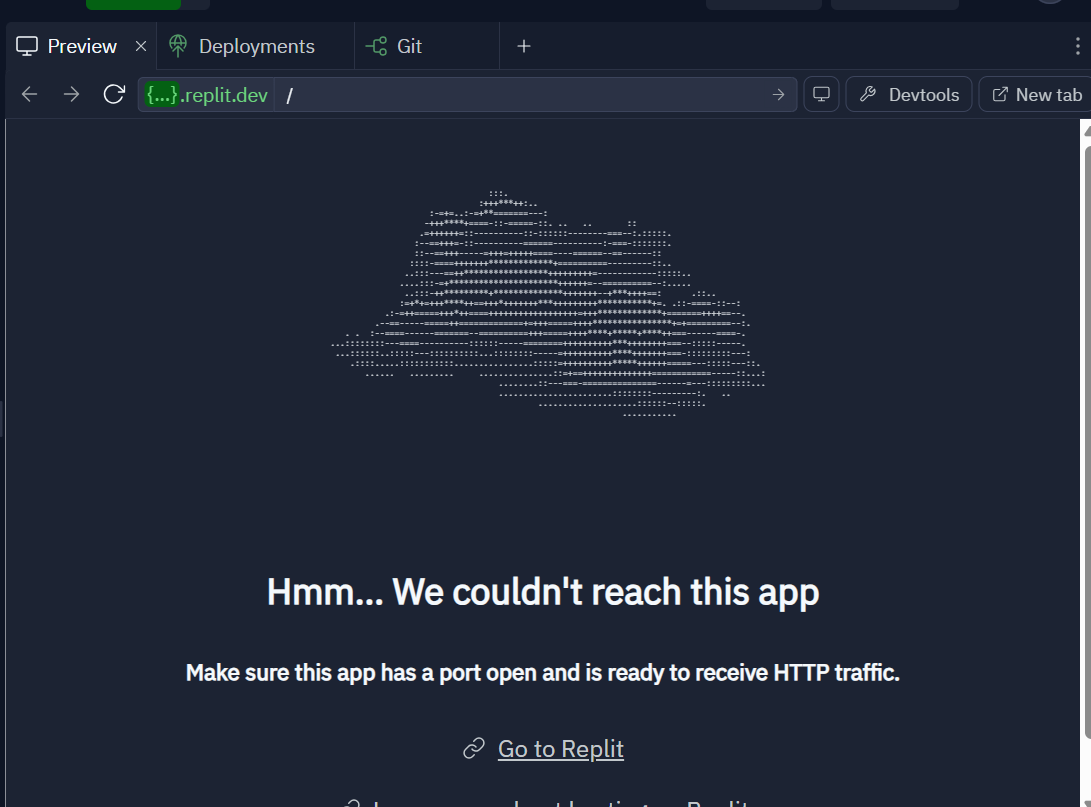 Preview
Deployments
Git
{...}.replit.dev /
Devtools
New tab
Hmm... We couldn't reach this app
Make sure this app has a port open and is ready to receive HTTP traffic.
Go to Replit